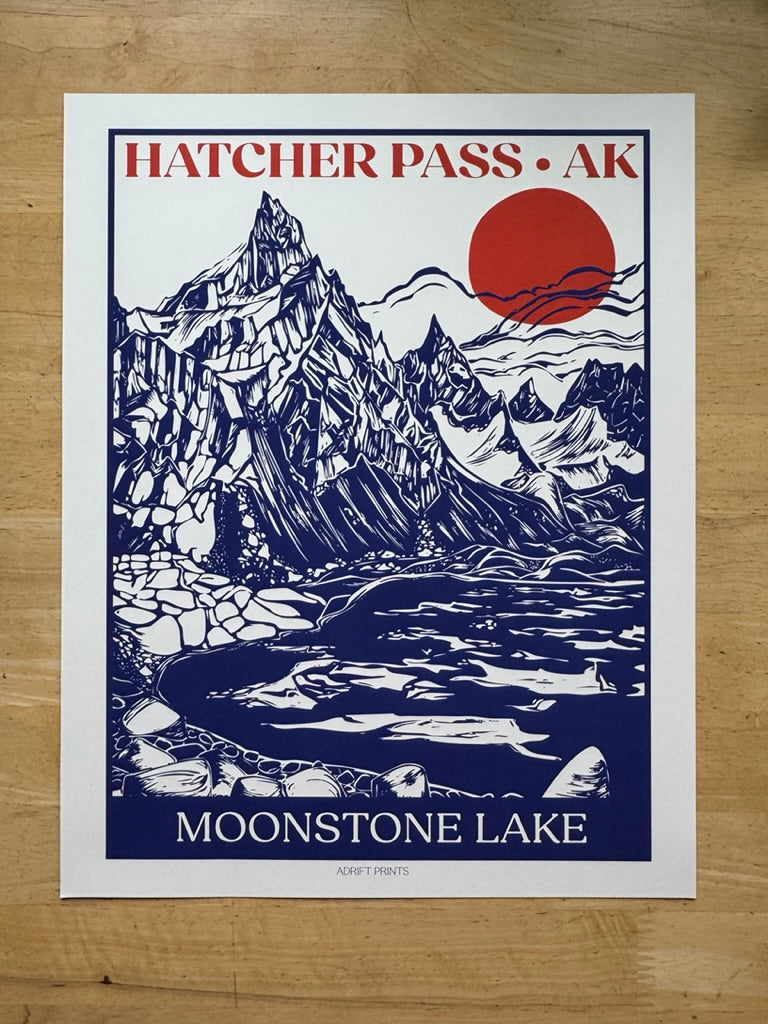 HATCHER PASS • AK
MOONSTONE LAKE
ADRIFT PRINTS